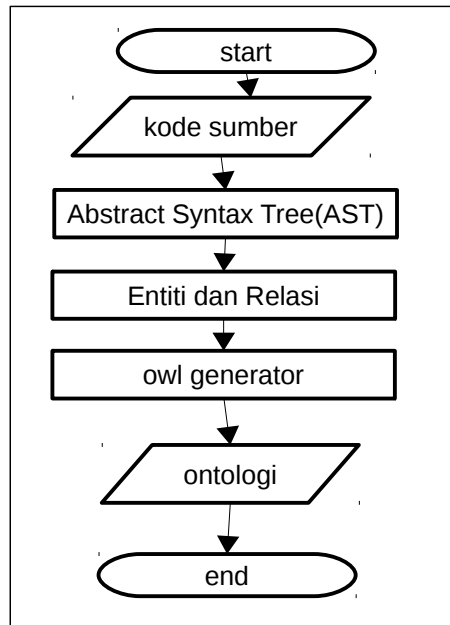 start
kode sumber
Abstract Syntax Tree(AST)
Entiti dan Relasi
owl generator
ontologi
end